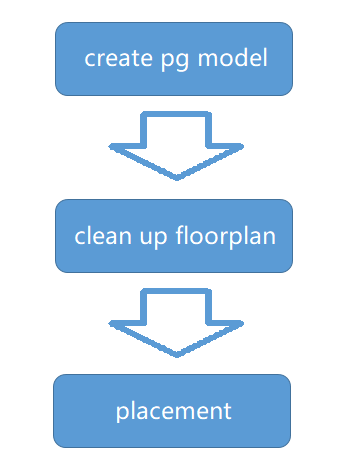 create pg model
clean up floorplan
placement